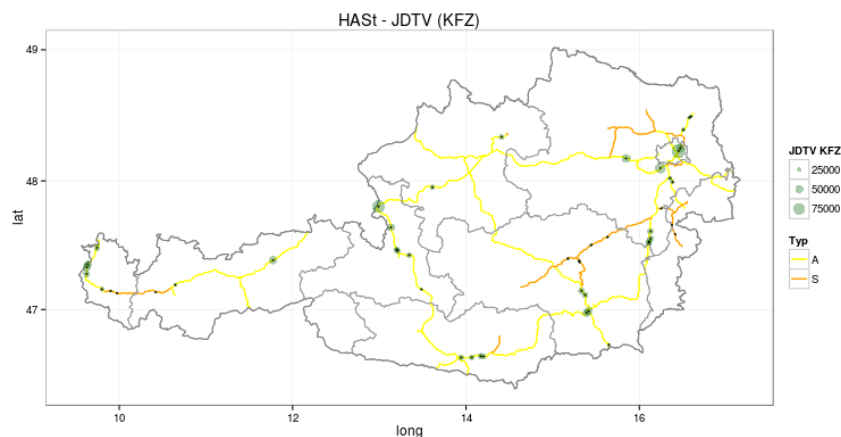 HASt - JDTV (KFZ)
49
48
47
lat
10
12
14
16
long
JDTV KFZ
25000
50000
75000
Typ
A
S